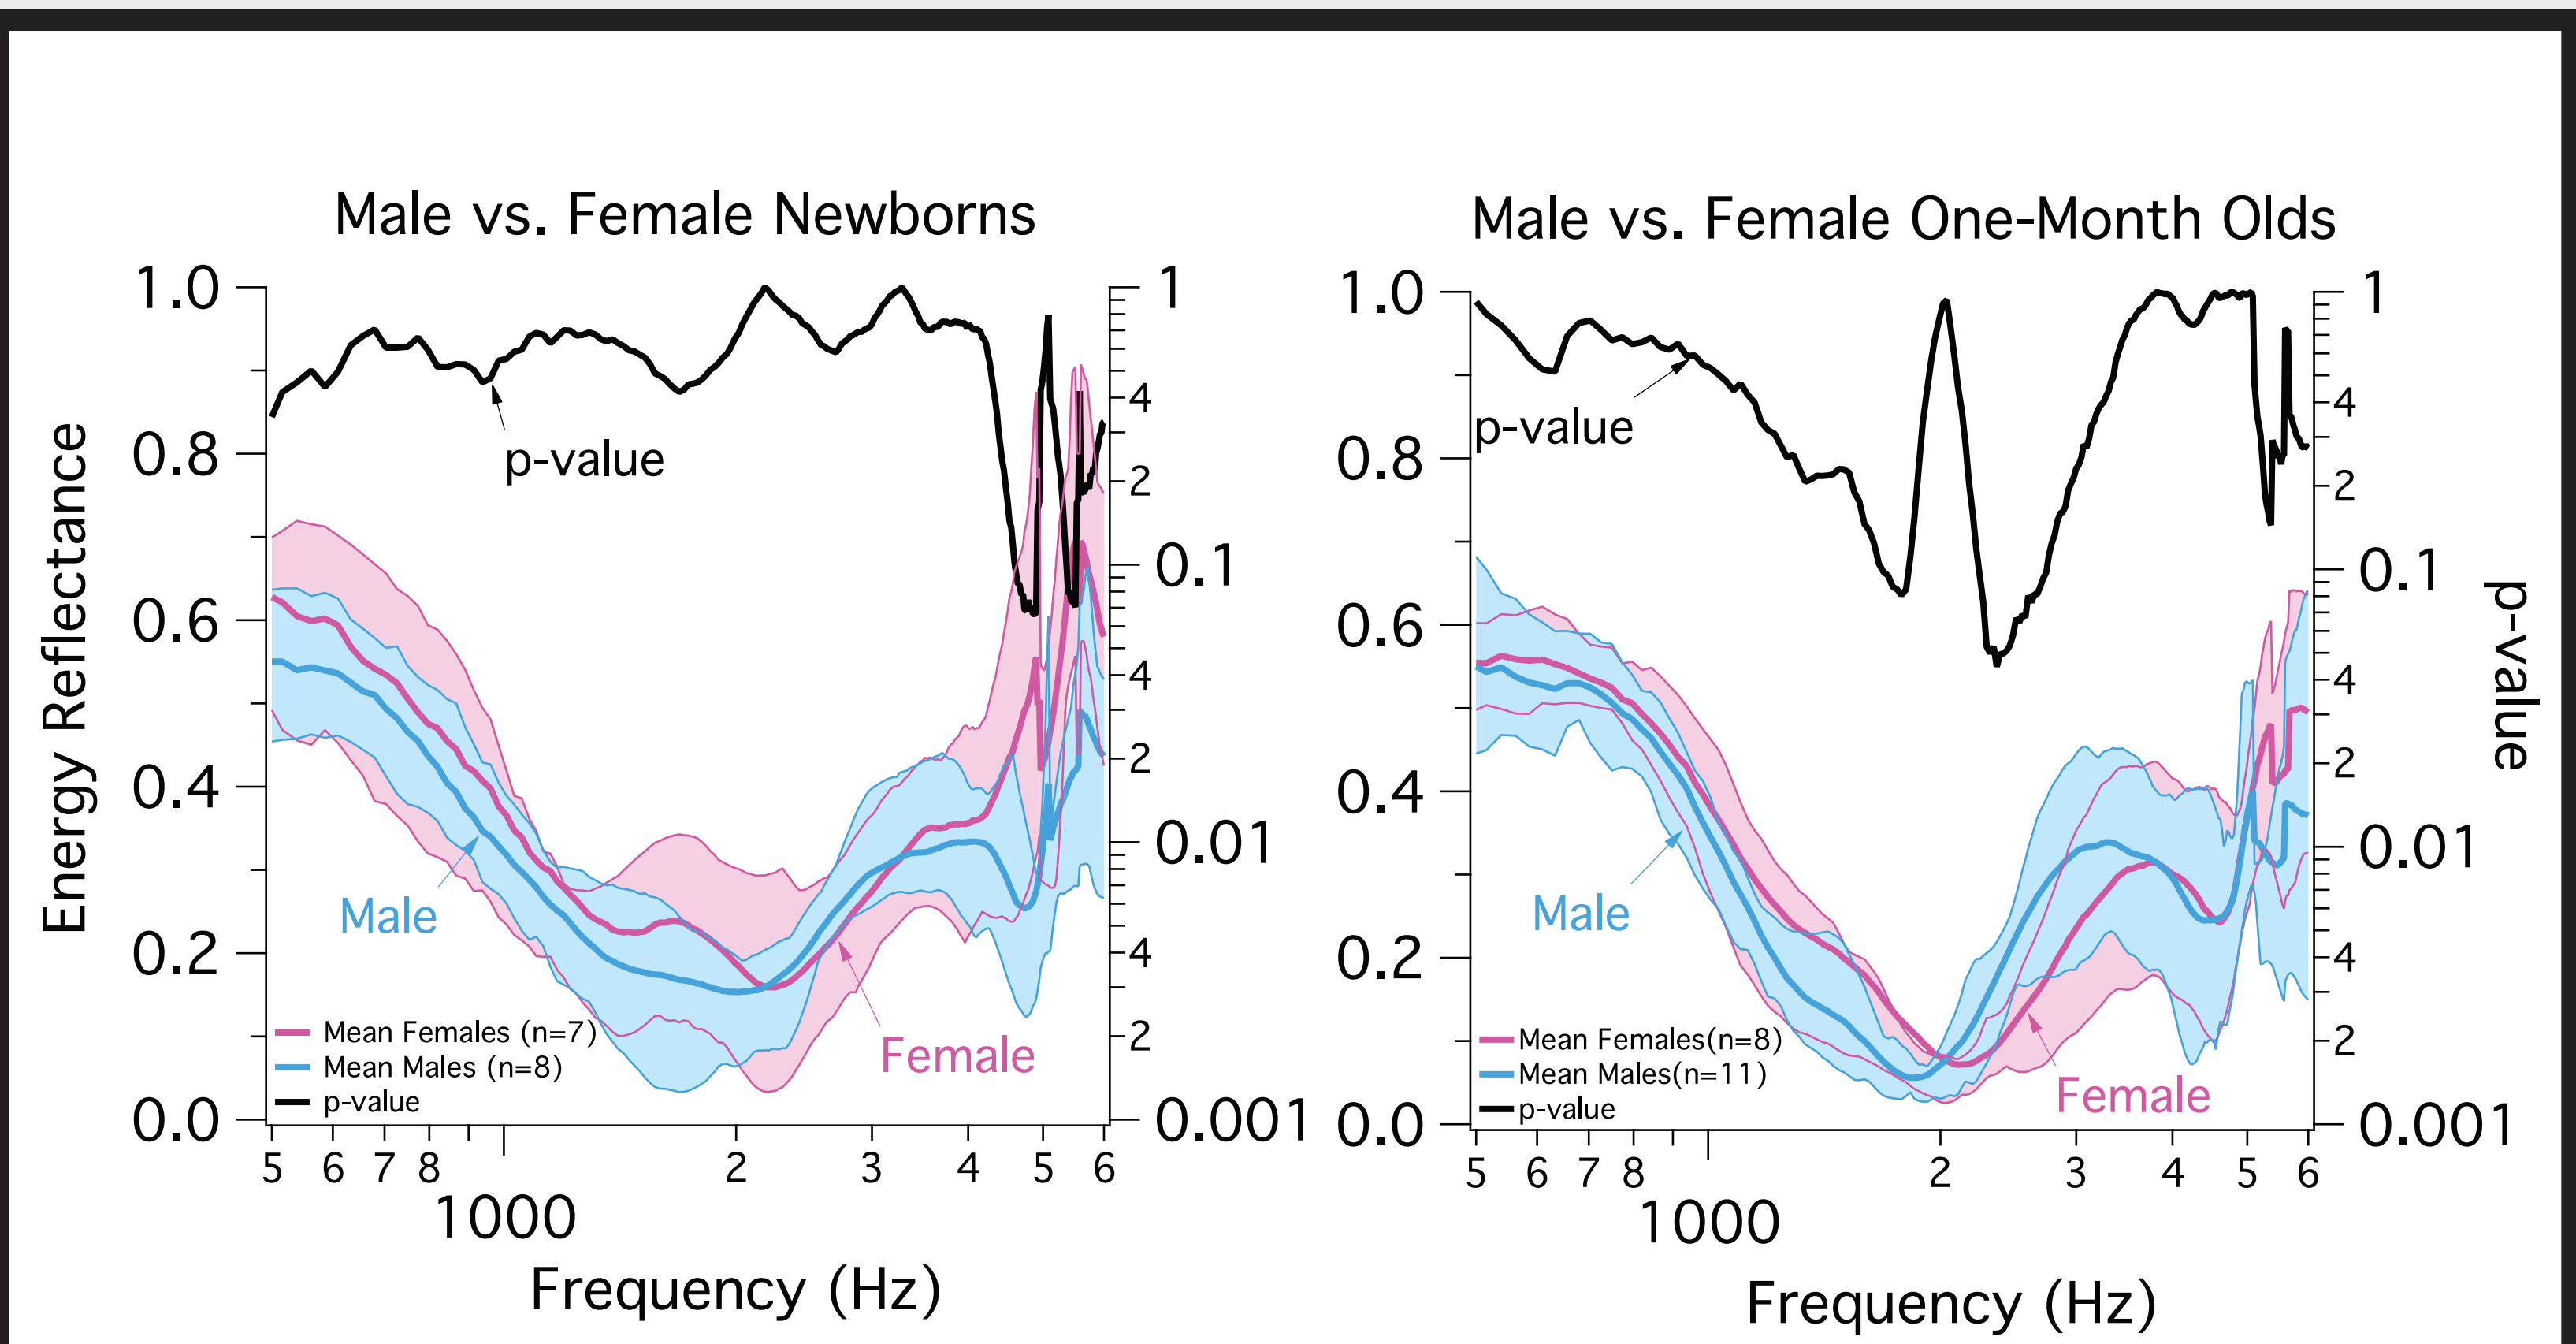 Male vs. Female Newborns
1.0
0.8
0.6
0.4
0.2
0.0
Energy Reflectance
1
4
2
0.1
4
2
0.01
4
2
0.001
p-value
Male
Female
Mean Females (n=7)
Mean Males (n=8)
p-value
5 6 7 8 2 3 4 5 6
1000
Frequency (Hz)
Male vs. Female One-Month Olds
1.0
0.8
0.6
0.4
0.2
0.0
1
4
2
0.1
4
2
0.01
4
2
0.001
p-value
p-value
Male
Female
Mean Females(n=8)
Mean Males(n=11)
p-value
5 6 7 8 2 3 4 5 6
1000
Frequency (Hz)